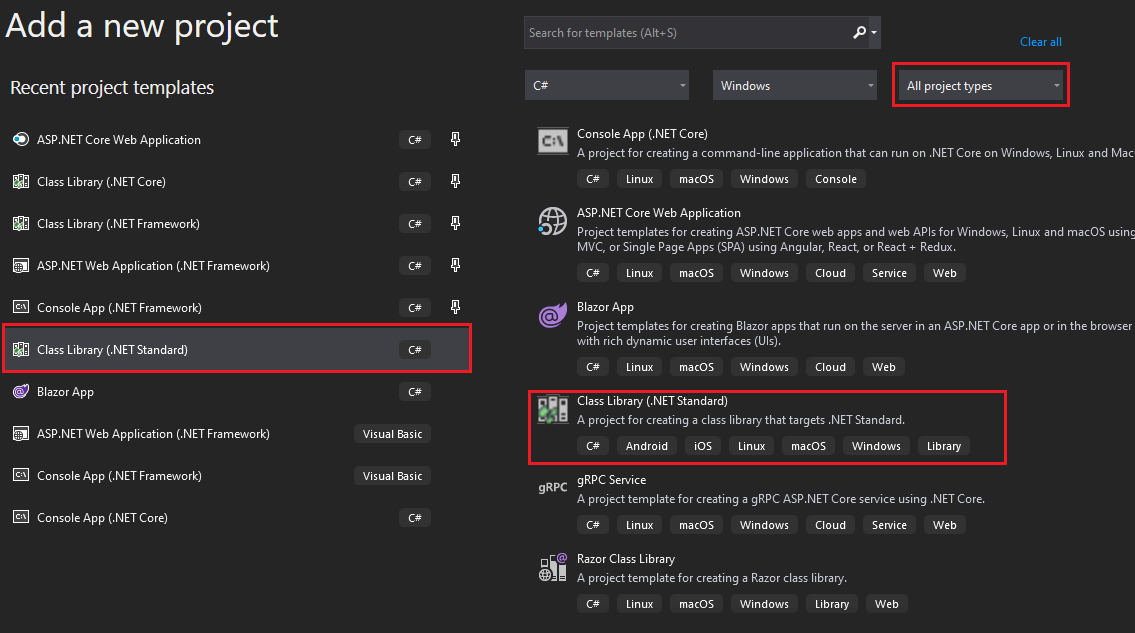 Add a new project
Search for templates (Alt+S)
Clear all
C#
Windows
All project types
Recent project templates
ASP.NET Core Web Application
C#
Class Library (.NET Core)
C#
Class Library (.NET Framework)
C#
ASP.NET Web Application (.NET Framework)
C#
Console App (.NET Framework)
C#
Class Library (.NET Standard)
C#
Blazor App
C#
ASP.NET Web Application (.NET Framework)
Visual Basic
Console App (.NET Framework)
Visual Basic
Console App (.NET Core)
C#
Console App (.NET Core)
A project for creating a command-line application that can run on .NET Core on Windows, Linux and Mac
C# Linux macOS Windows Console
ASP.NET Core Web Application
Project templates for creating ASP.NET Core web apps and web APIs for Windows, Linux and macOS using
MVC, or Single Page Apps (SPA) using Angular, React, or React + Redux.
C# Linux macOS Windows Cloud Service Web
Blazor App
Project templates for creating Blazor apps that run on the server in an ASP.NET Core app or in the browser
with rich dynamic user interfaces (UIs).
C# Linux macOS Windows Cloud Web
Class Library (.NET Standard)
A project for creating a class library that targets .NET Standard.
C# Android iOS Linux macOS Windows Library
gRPC
gRPC Service
A project template for creating a gRPC ASP.NET Core service using .NET Core.
C# Linux macOS Windows Cloud Service Web
Razor Class Library
A project template for creating a Razor class library.
C# Linux macOS Windows Library Web